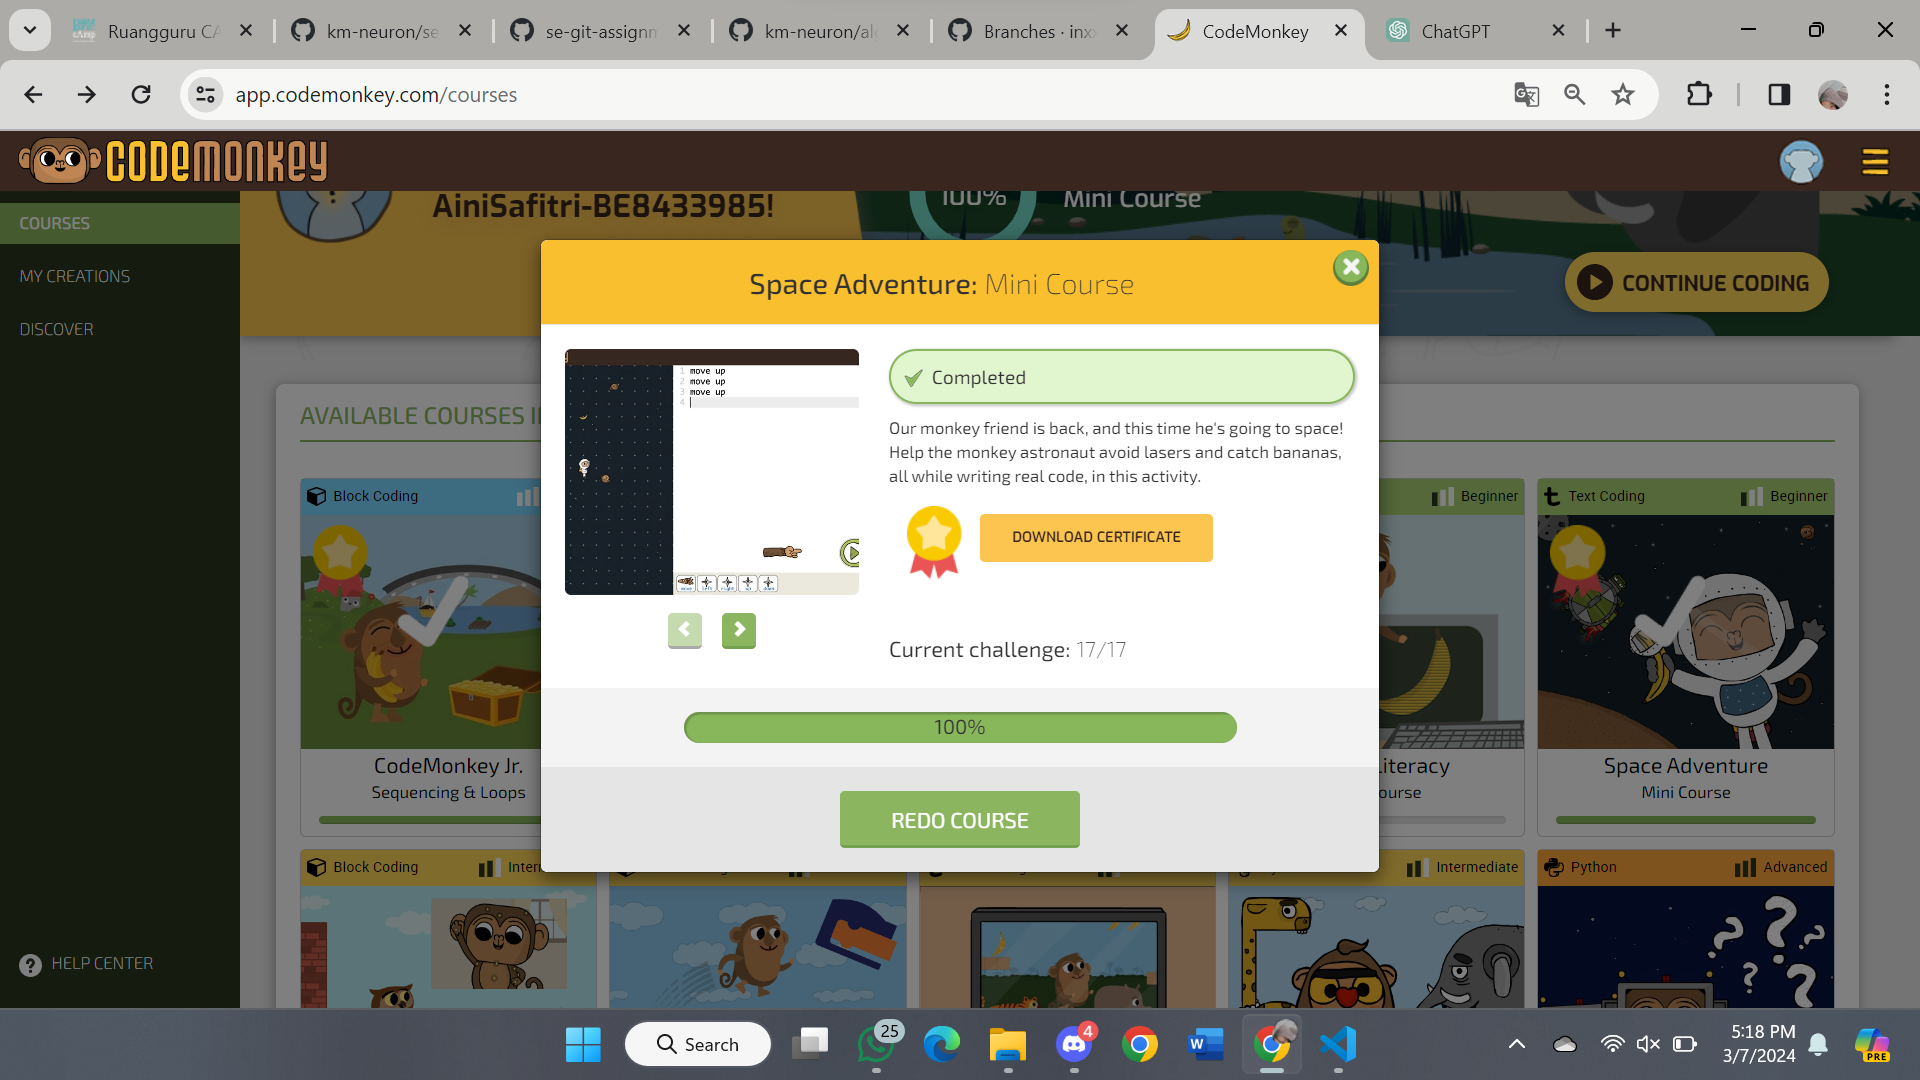 Ruangguru CA
km-neuron/se
se-git-assignm
km-neuron/al
Branches · inx
CodeMonkey
ChatGPT
app.codemonkey.com/courses
CODEMONKEY
AiniSafitri-BE8433985!
100%
Mini Course
COURSES
MY CREATIONS
DISCOVER
CONTINUE CODING
Space Adventure: Mini Course
1 move up
2 move up
3 move up
4
Completed
Our monkey friend is back, and this time he's going to space!
Help the monkey astronaut avoid lasers and catch bananas,
all while writing real code, in this activity.
DOWNLOAD CERTIFICATE
Current challenge: 17/17
100%
REDO COURSE
AVAILABLE COURSES I
Block Coding
Beginner
Text Coding
Beginner
CodeMonkey Jr.
Sequencing & Loops
Literacy
ourse
Space Adventure
Mini Course
Block Coding
Inter
Intermediate
Python
Advanced
HELP CENTER
Search
25
4
5:18 PM
3/7/2024
PRE